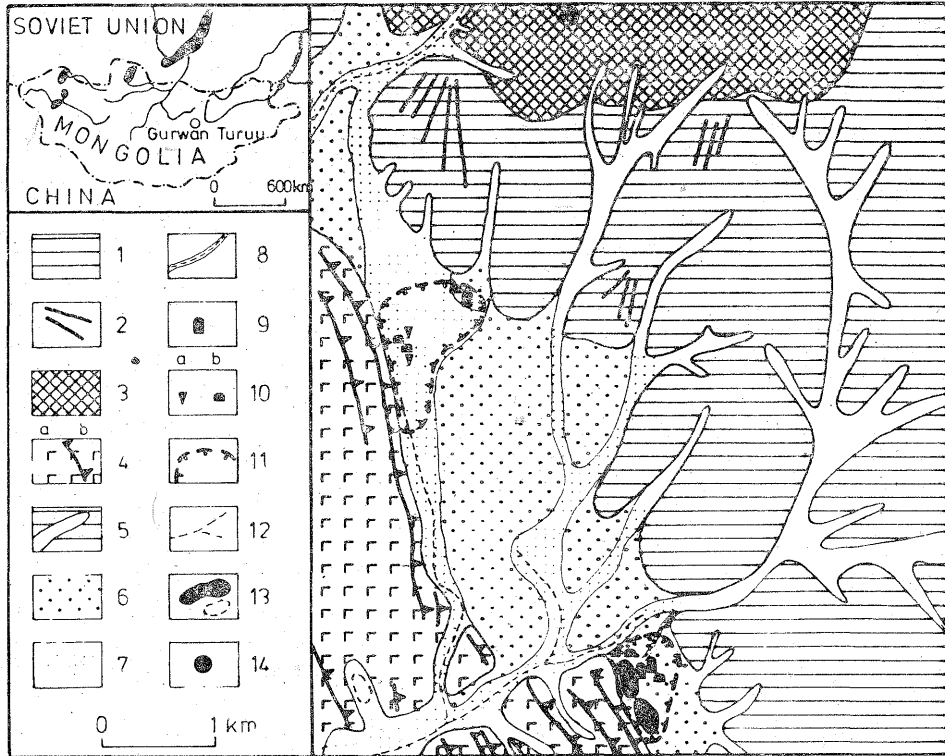 SOVIET UNION
MONGOLIA
Gurwan Turuu
0 600km
CHINA
1 8
2 9
a b
3 10
a b
4 11
5 12
6 13
7 14
0 1 km